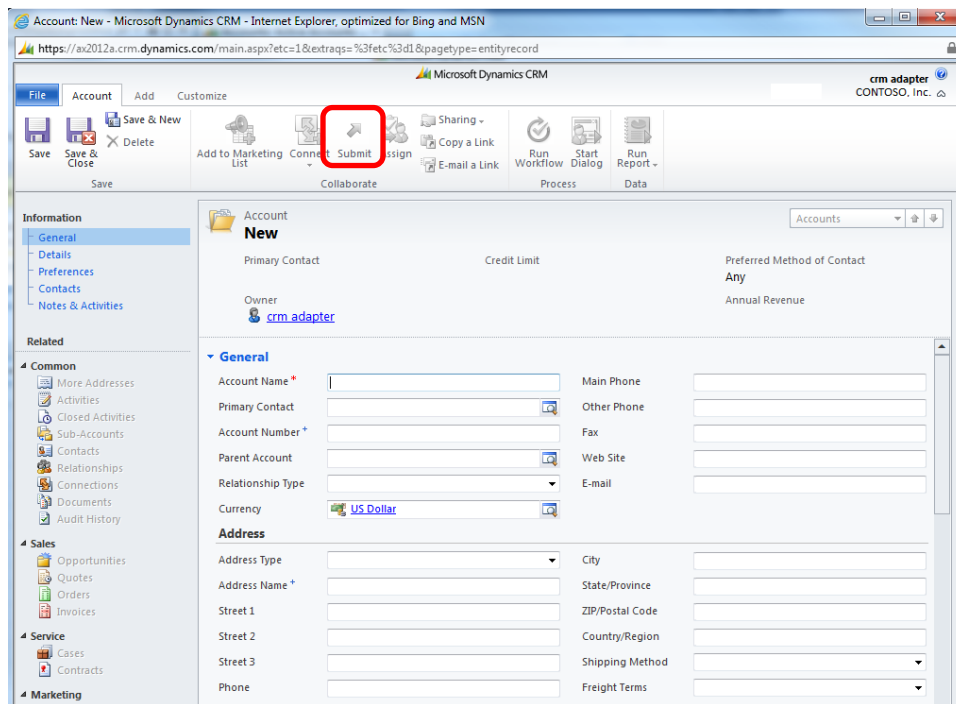 Account: New - Microsoft Dynamics CRM - Internet Explorer, optimized for Bing and MSN
https://ax2012a.crm.dynamics.com/main.aspx?etc=1&extraqs=%3fetc%3d1&pagetype=entityrecord
Microsoft Dynamics CRM
crm adapter
CONTOSO, Inc.
File Account Add Customize
Save
Save & Close
Save & New
Delete
Save
Add to Marketing List
Connect
Submit
Assign
Sharing
Copy a Link
E-mail a Link
Collaborate
Run Workflow
Start Dialog
Process
Run Report
Data
Information
General
Details
Preferences
Contacts
Notes & Activities
Related
Common
More Addresses
Activities
Closed Activities
Sub-Accounts
Contacts
Relationships
Connections
Documents
Audit History
Sales
Opportunities
Quotes
Orders
Invoices
Service
Cases
Contracts
Marketing
Account
New
Accounts
Primary Contact
Credit Limit
Preferred Method of Contact
Any
Owner
crm adapter
Annual Revenue
General
Account Name *
Main Phone
Primary Contact
Other Phone
Account Number +
Fax
Parent Account
Web Site
Relationship Type
E-mail
Currency
US Dollar
Address
Address Type
City
Address Name +
State/Province
Street 1
ZIP/Postal Code
Street 2
Country/Region
Street 3
Shipping Method
Phone
Freight Terms